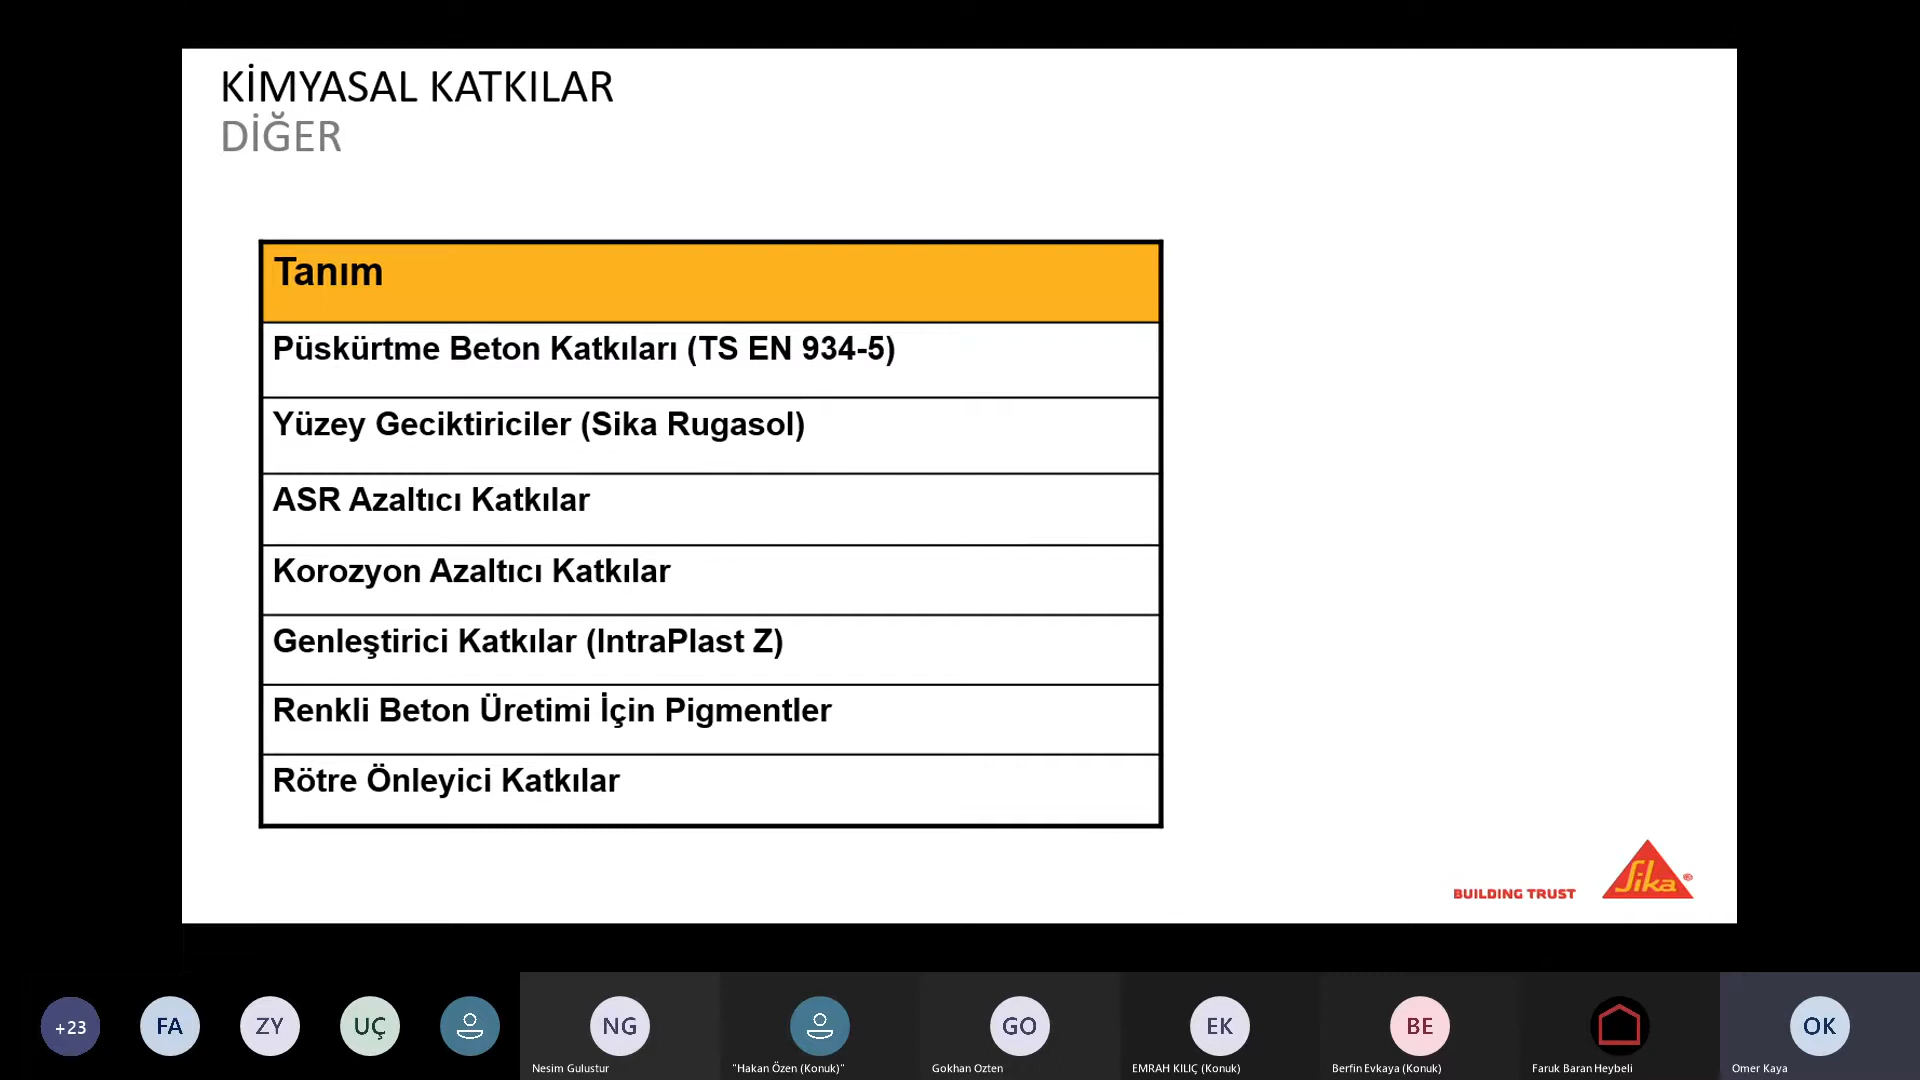 KİMYASAL KATKILAR
DİĞER
Tanım
Püskürtme Beton Katkıları (TS EN 934-5)
Yüzey Geciktiriciler (Sika Rugasol)
ASR Azaltıcı Katkılar
Korozyon Azaltıcı Katkılar
Genleştirici Katkılar (IntraPlast Z)
Renkli Beton Üretimi İçin Pigmentler
Rötre Önleyici Katkılar
BUILDING TRUST
Sika®
+23
FA
ZY
UÇ
NG
GO
EK
BE
OK
Nesim Gulustur
"Hakan Özen (Konuk)"
Gokhan Ozten
EMRAH KILIÇ (Konuk)
Berfin Evkaya (Konuk)
Faruk Baran Heybeli
Omer Kaya